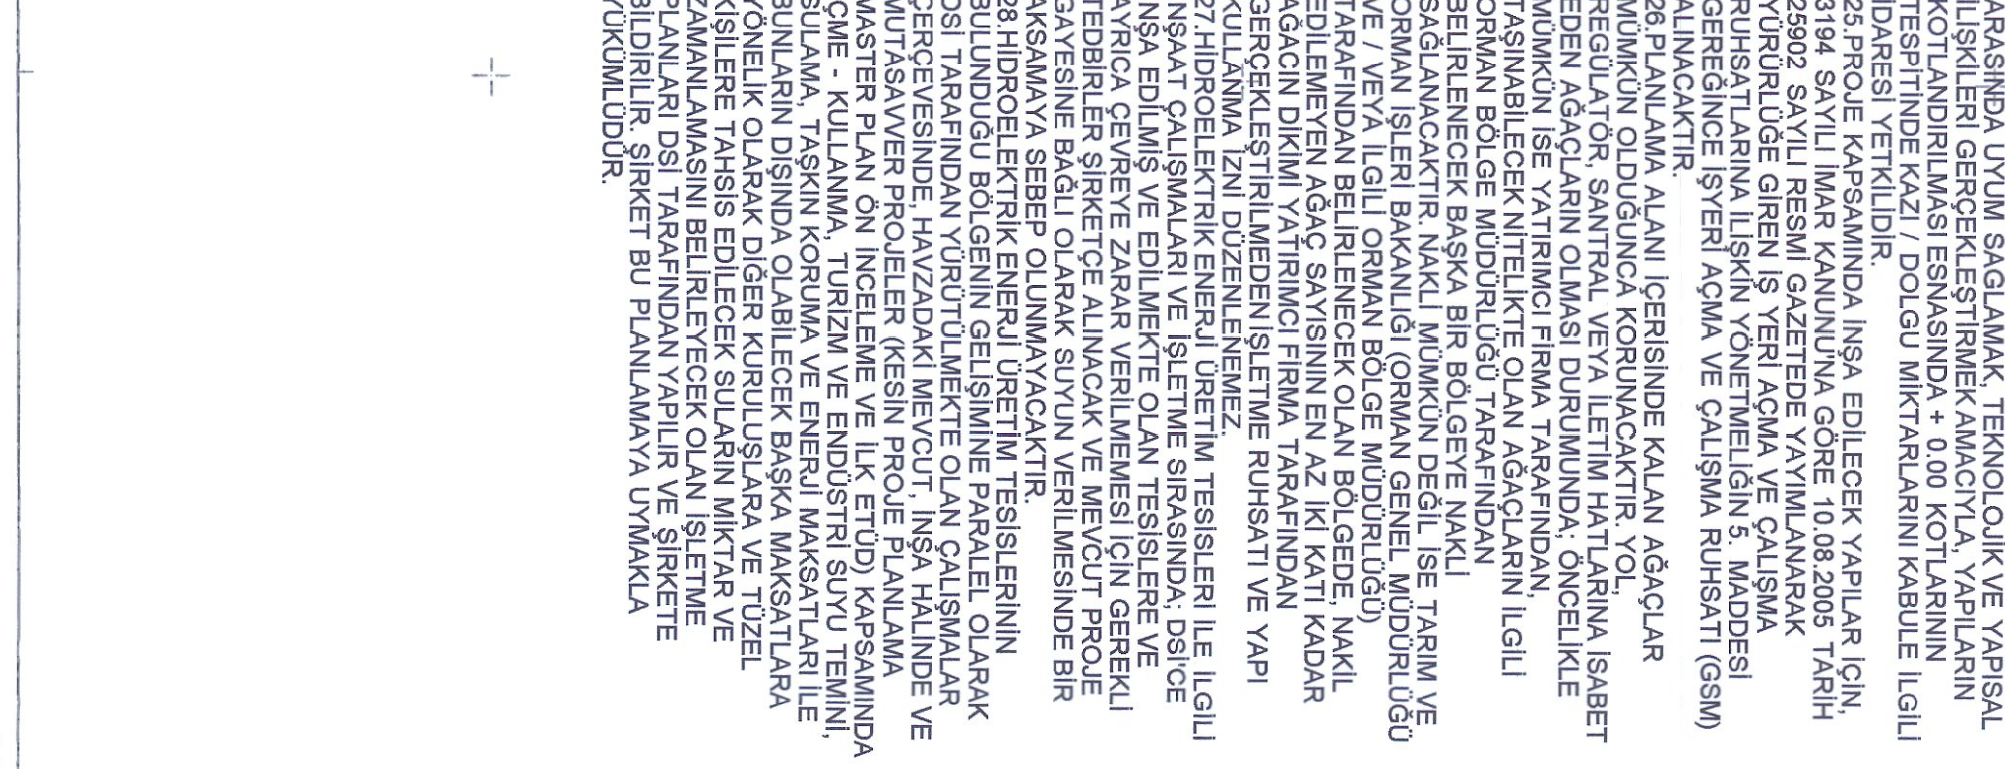 ARASINDA UYUM SAĞLAMAK, TEKNOLOJİK VE YAPISAL
İLİŞKİLERİ GERÇEKLEŞTİRMEK AMACIYLA, YAPILARIN
KOTLANDIRILMASI ESNASINDA + 0.00 KOTLARININ
TESPİTİNDE KAZI / DOLGU MİKTARLARINI KABULE İLGİLİ
İDARESİ YETKİLİDİR.
25.PROJE KAPSAMINDA İNŞA EDİLECEK YAPILAR İÇİN,
3194 SAYILI İMAR KANUNU'NA GÖRE 10.08.2005 TARİH
25902 SAYILI RESMİ GAZETEDE YAYIMLANARAK
YÜRÜRLÜĞE GİREN İŞ YERİ AÇMA VE ÇALIŞMA
RUHSATLARINA İLİŞKİN YÖNETMELİĞİN 5. MADDESİ
GEREĞİNCE İŞYERİ AÇMA VE ÇALIŞMA RUHSATI (GSM)
ALINACAKTIR.
26.PLANLAMA ALANI İÇERİSİNDE KALAN AĞAÇLAR
MÜMKÜN OLDUĞUNCA KORUNACAKTIR. YOL,
REGÜLATÖR, SANTRAL VEYA İLETİM HATLARINA İSABET
EDEN AĞAÇLARIN OLMASI DURUMUNDA; ÖNCELİKLE
MÜMKÜN İSE YATIRIMCI FİRMA TARAFINDAN,
TAŞINABİLECEK NİTELİKTE OLAN AĞAÇLARIN İLGİLİ
ORMAN BÖLGE MÜDÜRLÜĞÜ TARAFINDAN
BELİRLENECEK BAŞKA BİR BÖLGEYE NAKLİ
SAĞLANACAKTIR. NAKLİ MÜMKÜN DEĞİL İSE TARIM VE
ORMAN İŞLERİ BAKANLIĞI (ORMAN GENEL MÜDÜRLÜĞÜ
VE / VEYA İLGİLİ ORMAN BÖLGE MÜDÜRLÜĞÜ)
TARAFINDAN BELİRLENECEK OLAN BÖLGEDE, NAKİL
EDİLEMEYEN AĞAÇ SAYISININ EN AZ İKİ KATI KADAR
AĞACIN DİKİMİ YATIRIMCI FİRMA TARAFINDAN
GERÇEKLEŞTİRİLMEDEN İŞLETME RUHSATI VE YAPI
KULLANMA İZNİ DÜZENLENEMEZ.
27.HİDROELEKTRİK ENERJİ ÜRETİM TESİSLERİ İLE İLGİLİ
NŞAAT ÇALIŞMALARI VE İŞLETME SIRASINDA; DSİ'CE
NŞA EDİLMİŞ VE EDİLMEKTE OLAN TESİSLERE VE
AYRICA ÇEVREYE ZARAR VERİLMEMESİ İÇİN GEREKLİ
TEDBİRLER ŞİRKETÇE ALINACAK VE MEVCUT PROJE
GAYESİNE BAĞLI OLARAK SUYUN VERİLMESİNDE BİR
AKSAMAYA SEBEP OLUNMAYACAKTIR.
28.HİDROELEKTRİK ENERJİ ÜRETİM TESİSLERİNİN
BULUNDUĞU BÖLGENİN GELİŞİMİNE PARALEL OLARAK
DSİ TARAFINDAN YÜRÜTÜLMEKTE OLAN ÇALIŞMALAR
ÇERÇEVESİNDE, HAVZADAKİ MEVCUT, İNŞA HALİNDE VE
MUTASAVVER PROJELER (KESİN PROJE PLANLAMA
MASTER PLAN ÖN İNCELEME VE İLK ETÜD) KAPSAMINDA
ÇME - KULLANMA, TURİZM VE ENDÜSTRİ SUYU TEMİNİ,
SULAMA, TAŞKIN KORUMA VE ENERJİ MAKSATLARI İLE
BUNLARIN DIŞINDA OLABİLECEK BAŞKA MAKSATLARA
YÖNELİK OLARAK DİĞER KURULUŞLARA VE TÜZEL
KİŞİLERE TAHSİS EDİLECEK SULARIN MİKTAR VE
ZAMANLAMASINI BELİRLEYECEK OLAN İŞLETME
PLANLARI DSİ TARAFINDAN YAPILIR VE ŞİRKETE
BİLDİRİLİR. ŞİRKET BU PLANLAMAYA UYMAKLA
YÜKÜMLÜDÜR.